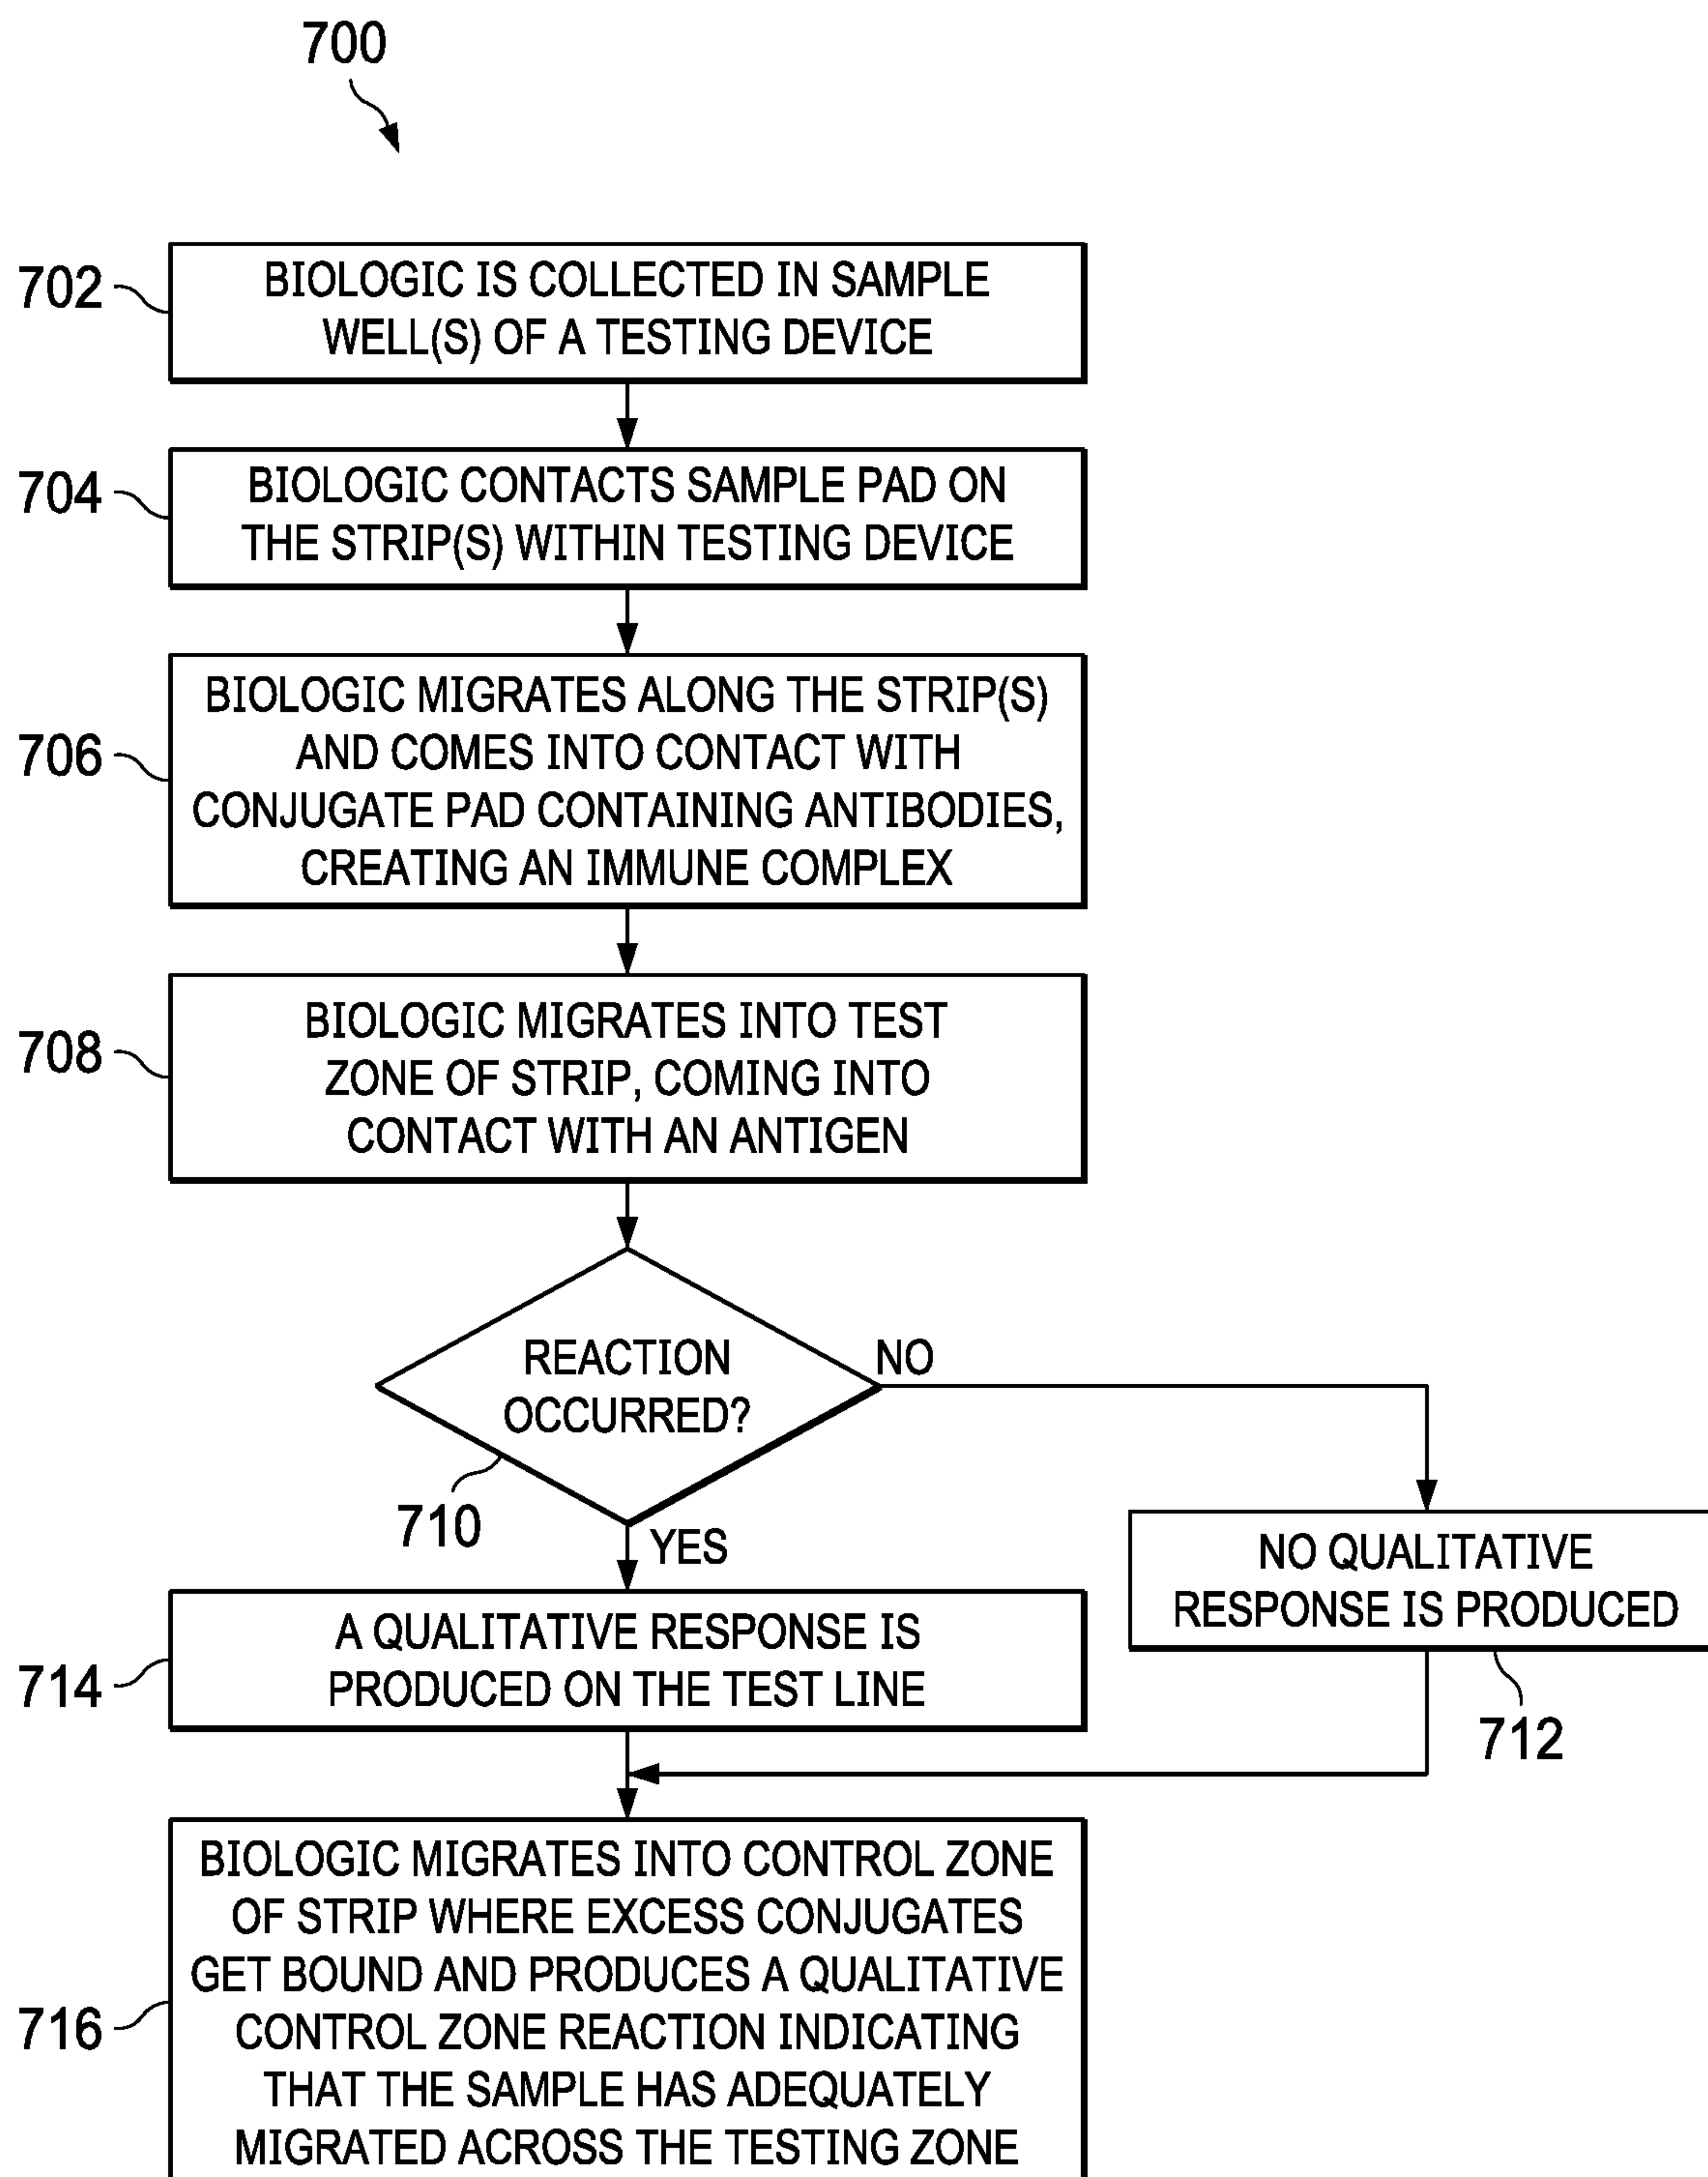 700
702
BIOLOGIC IS COLLECTED IN SAMPLE
WELL(S) OF A TESTING DEVICE
704
BIOLOGIC CONTACTS SAMPLE PAD ON
THE STRIP(S) WITHIN TESTING DEVICE
706
BIOLOGIC MIGRATES ALONG THE STRIP(S)
AND COMES INTO CONTACT WITH
CONJUGATE PAD CONTAINING ANTIBODIES,
CREATING AN IMMUNE COMPLEX
708
BIOLOGIC MIGRATES INTO TEST
ZONE OF STRIP, COMING INTO
CONTACT WITH AN ANTIGEN
REACTION
OCCURRED?
NO
710
YES
NO QUALITATIVE
RESPONSE IS PRODUCED
712
714
A QUALITATIVE RESPONSE IS
PRODUCED ON THE TEST LINE
716
BIOLOGIC MIGRATES INTO CONTROL ZONE
OF STRIP WHERE EXCESS CONJUGATES
GET BOUND AND PRODUCES A QUALITATIVE
CONTROL ZONE REACTION INDICATING
THAT THE SAMPLE HAS ADEQUATELY
MIGRATED ACROSS THE TESTING ZONE